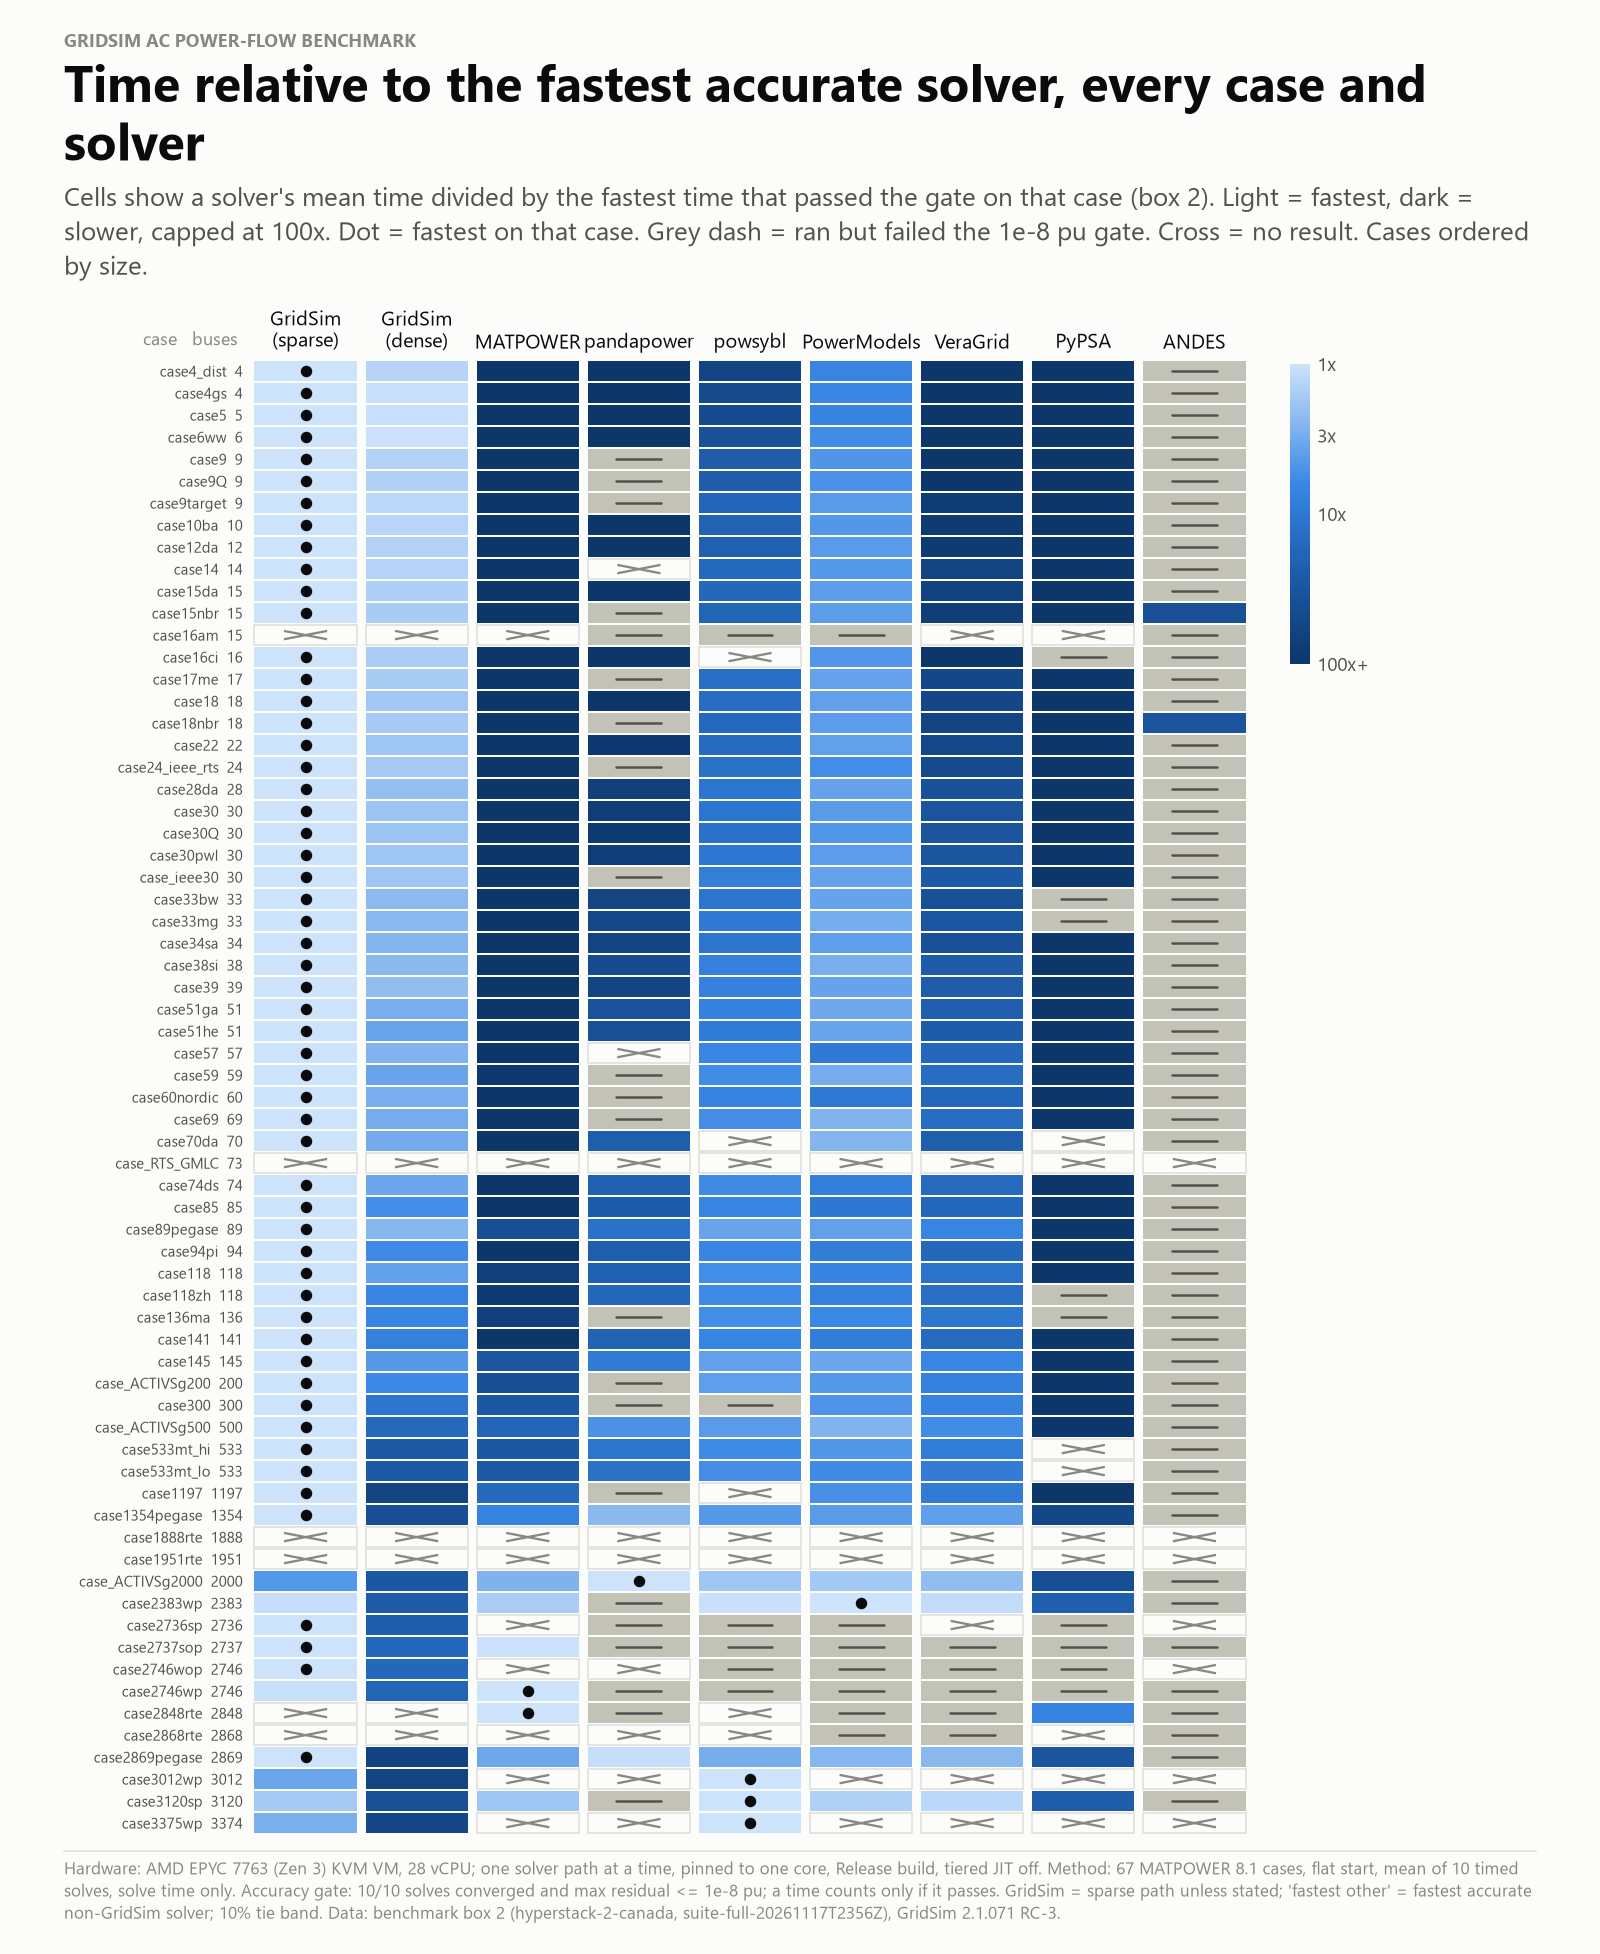 GRIDSIM AC POWER-FLOW BENCHMARK
Time relative to the fastest accurate solver, every case and
solver
Cells show a solver's mean time divided by the fastest time that passed the gate on that case (box 2). Light = fastest, dark =
slower, capped at 100x. Dot = fastest on that case. Grey dash = ran but failed the 1e-8 pu gate. Cross = no result. Cases ordered
by size.
GridSim GridSim
case buses (sparse) (dense) MATPOWER pandapower powsybl PowerModels VeraGrid PyPSA ANDES
case4_dist 4
case4gs 4
case5 5
case6ww 6
case9 9
case9Q 9
case9target 9
case10ba 10
case12da 12
case14 14
case15da 15
case15nbr 15
case16am 15
case16ci 16
case17me 17
case18 18
case18nbr 18
case22 22
case24_ieee_rts 24
case28da 28
case30 30
case30Q 30
case30pwl 30
case_ieee30 30
case33bw 33
case33mg 33
case34sa 34
case38si 38
case39 39
case51ga 51
case51he 51
case57 57
case59 59
case60nordic 60
case69 69
case70da 70
case_RTS_GMLC 73
case74ds 74
case85 85
case89pegase 89
case94pi 94
case118 118
case118zh 118
case136ma 136
case141 141
case145 145
case_ACTIVSg200 200
case300 300
case_ACTIVSg500 500
case533mt_hi 533
case533mt_lo 533
case1197 1197
case1354pegase 1354
case1888rte 1888
case1951rte 1951
case_ACTIVSg2000 2000
case2383wp 2383
case2736sp 2736
case2737sop 2737
case2746wop 2746
case2746wp 2746
case2848rte 2848
case2868rte 2868
case2869pegase 2869
case3012wp 3012
case3120sp 3120
case3375wp 3374
1x
3x
10x
100x+
Hardware: AMD EPYC 7763 (Zen 3) KVM VM, 28 vCPU; one solver path at a time, pinned to one core, Release build, tiered JIT off. Method: 67 MATPOWER 8.1 cases, flat start, mean of 10 timed
solves, solve time only. Accuracy gate: 10/10 solves converged and max residual <= 1e-8 pu; a time counts only if it passes. GridSim = sparse path unless stated; 'fastest other' = fastest accurate
non-GridSim solver; 10% tie band. Data: benchmark box 2 (hyperstack-2-canada, suite-full-20261117T2356Z), GridSim 2.1.071 RC-3.